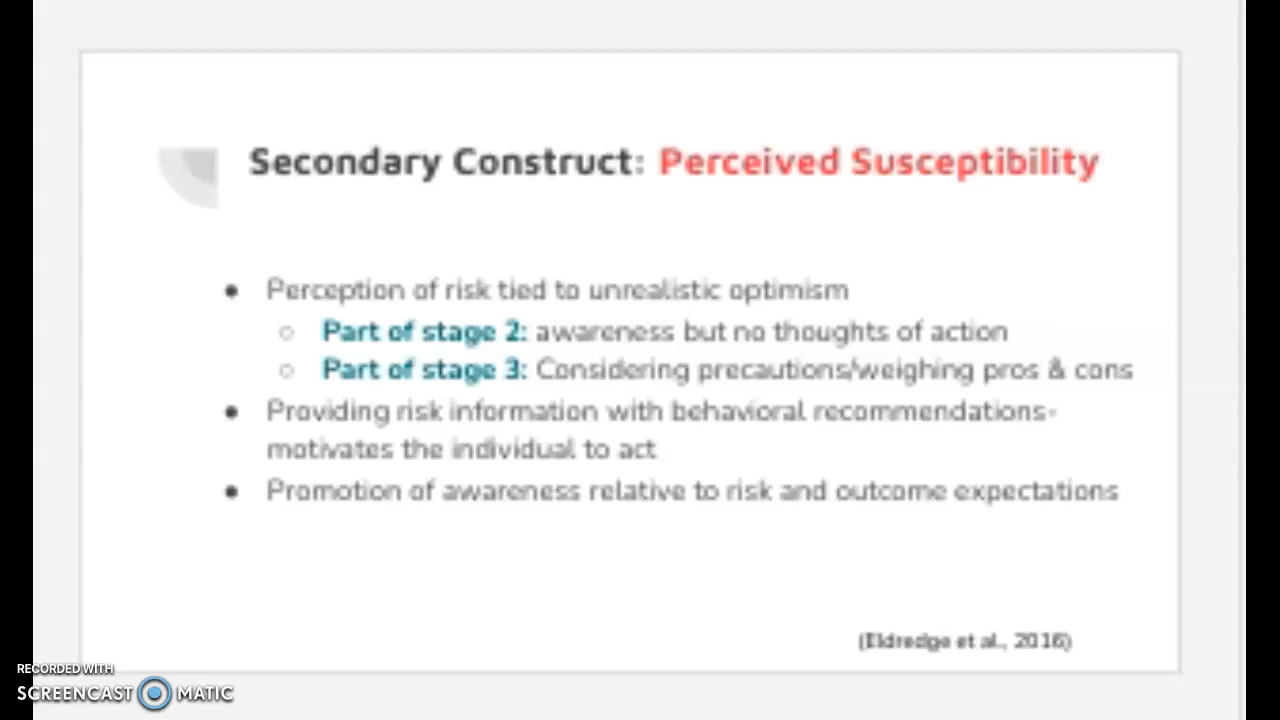 Secondary Construct: Perceived Susceptibility
● Perception of risk tied to unrealistic optimism
○ Part of stage 2: awareness but no thoughts of action
○ Part of stage 3: Considering precautions/weighing pros & cons
● Providing risk information with behavioral recommendations-
motivates the individual to act
● Promotion of awareness relative to risk and outcome expectations
(Eldredge et al., 2016)
RECORDED WITH
SCREENCAST MATIC